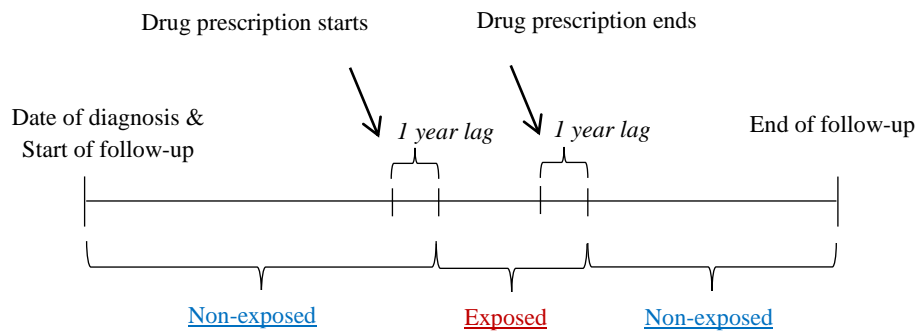 Drug prescription starts
Drug prescription ends
Date of diagnosis &
Start of follow-up
1 year lag
1 year lag
End of follow-up
Non-exposed
Exposed
Non-exposed